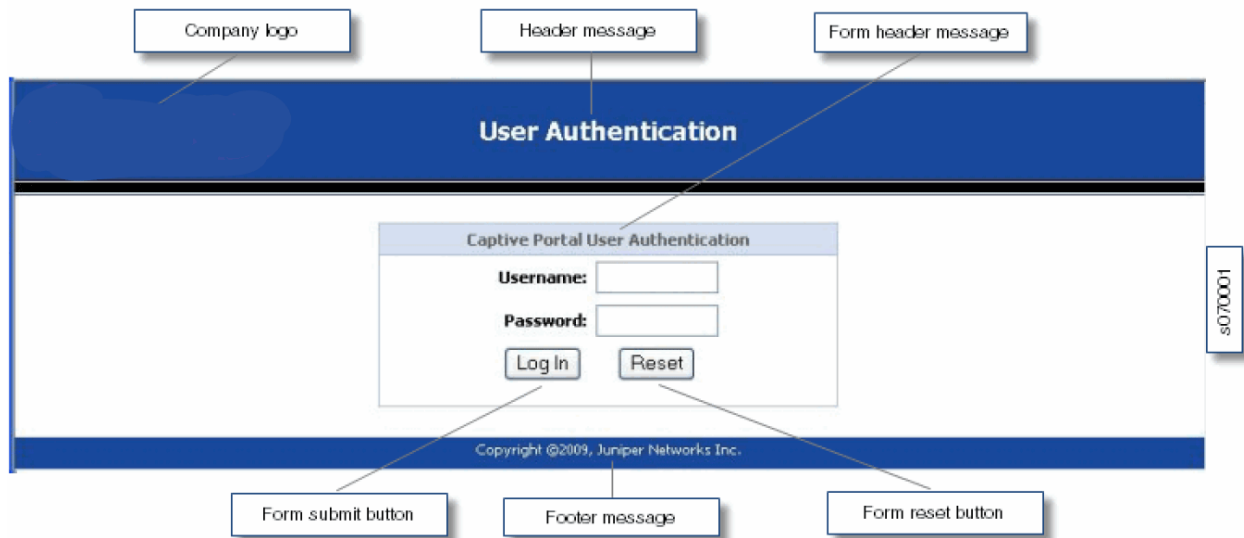 Company logo
Header message
Form header message
User Authentication
Captive Portal User Authentication
Username:
Password:
Log In
Reset
s070001
Copyright @2009, Juniper Networks Inc.
Form submit button
Footer message
Form reset button